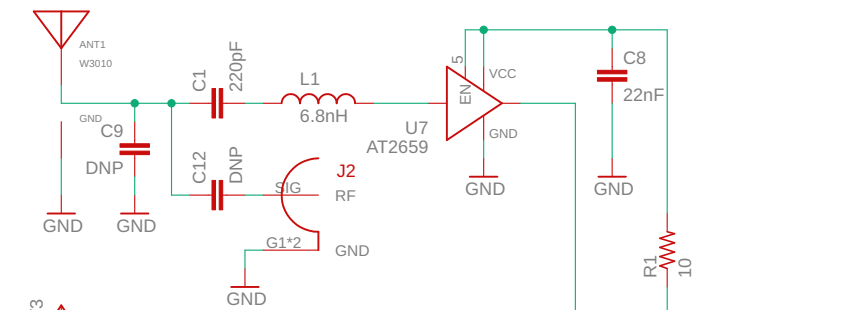 ANT1
W3010
GND
C9
DNP
GND
GND
C1
220pF
L1
6.8nH
C12
DNP
SIG
J2
RF
G1*2
GND
GND
5
EN
VCC
GND
U7
AT2659
GND
C8
22nF
GND
R1
10